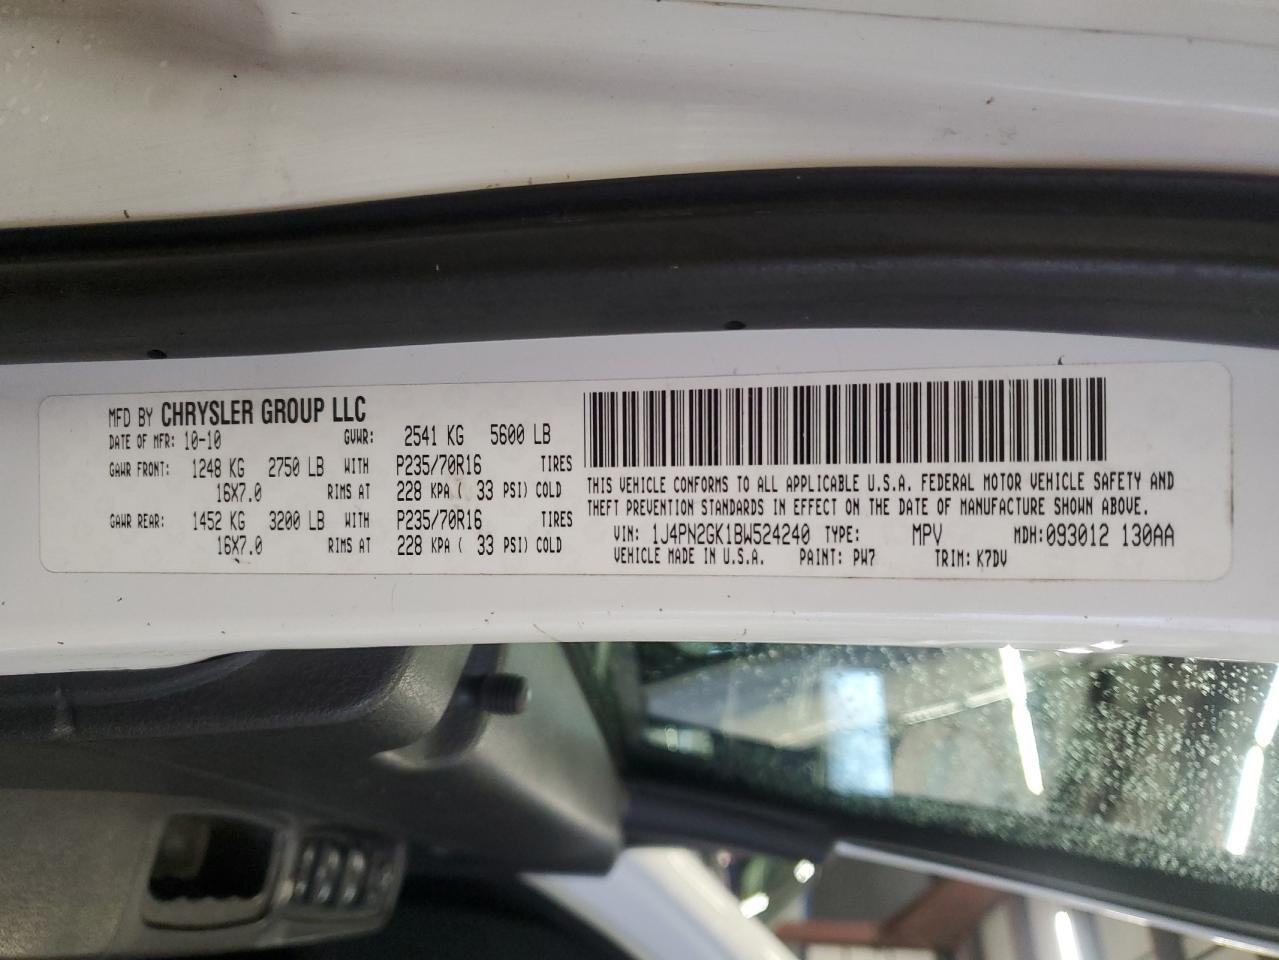 MFD BY CHRYSLER GROUP LLC
DATE OF MFR: 10-10 GVWR: 2541 KG 5600 LB
GAWR FRONT: 1248 KG 2750 LB WITH P235/70R16 TIRES
16X7.0 RIMS AT 228 KPA ( 33 PSI) COLD
GAWR REAR: 1452 KG 3200 LB WITH P235/70R16 TIRES
16X7.0 RIMS AT 228 KPA ( 33 PSI) COLD
THIS VEHICLE CONFORMS TO ALL APPLICABLE U.S.A. FEDERAL MOTOR VEHICLE SAFETY AND
THEFT PREVENTION STANDARDS IN EFFECT ON THE DATE OF MANUFACTURE SHOWN ABOVE.
VIN: 1J4PN2GK1BW524240 TYPE: MPV MDH:093012 130AA
VEHICLE MADE IN U.S.A. PAINT: PW7 TRIM: K7DV